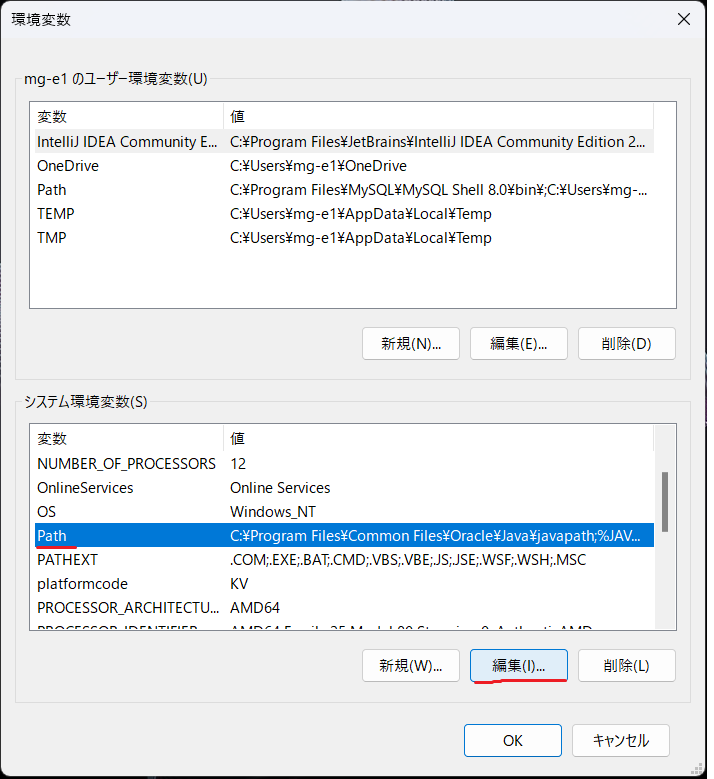 環境変数
mg-e1 のユーザー環境変数(U)
変数 値
IntelliJ IDEA Community E... C:¥Program Files¥JetBrains¥IntelliJ IDEA Community Edition 2...
OneDrive C:¥Users¥mg-e1¥OneDrive
Path C:¥Program Files¥MySQL¥MySQL Shell 8.0¥bin¥;C:¥Users¥mg-...
TEMP C:¥Users¥mg-e1¥AppData¥Local¥Temp
TMP C:¥Users¥mg-e1¥AppData¥Local¥Temp
新規(N)... 編集(E)... 削除(D)
システム環境変数(S)
変数 値
NUMBER_OF_PROCESSORS 12
OnlineServices Online Services
OS Windows_NT
Path C:¥Program Files¥Common Files¥Oracle¥Java¥javapath;%JAV...
PATHEXT .COM;.EXE;.BAT;.CMD;.VBS;.VBE;.JS;.JSE;.WSF;.WSH;.MSC
platformcode KV
PROCESSOR_ARCHITECTU... AMD64
新規(W)... 編集(I)... 削除(L)
OK キャンセル